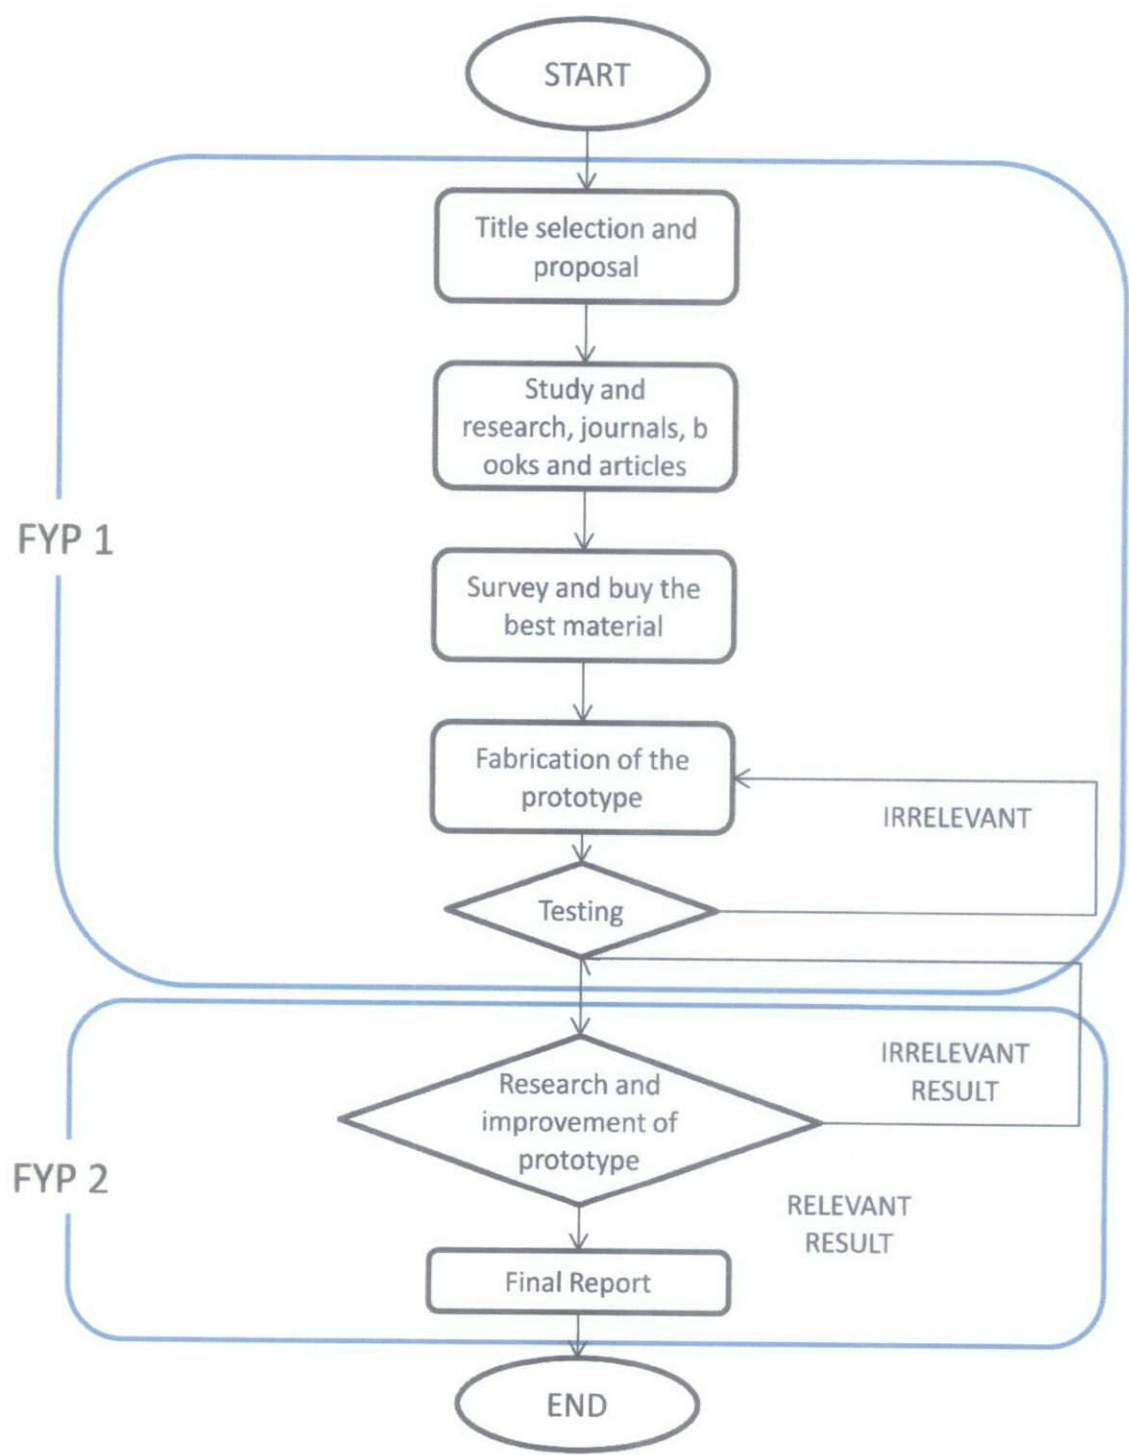 START
Title selection and
proposal
Study and
research, journals, b
ooks and articles
FYP 1
Survey and buy the
best material
Fabrication of the
prototype
IRRELEVANT
Testing
IRRELEVANT
RESULT
Research and
improvement of
prototype
FYP 2
RELEVANT
RESULT
Final Report
END